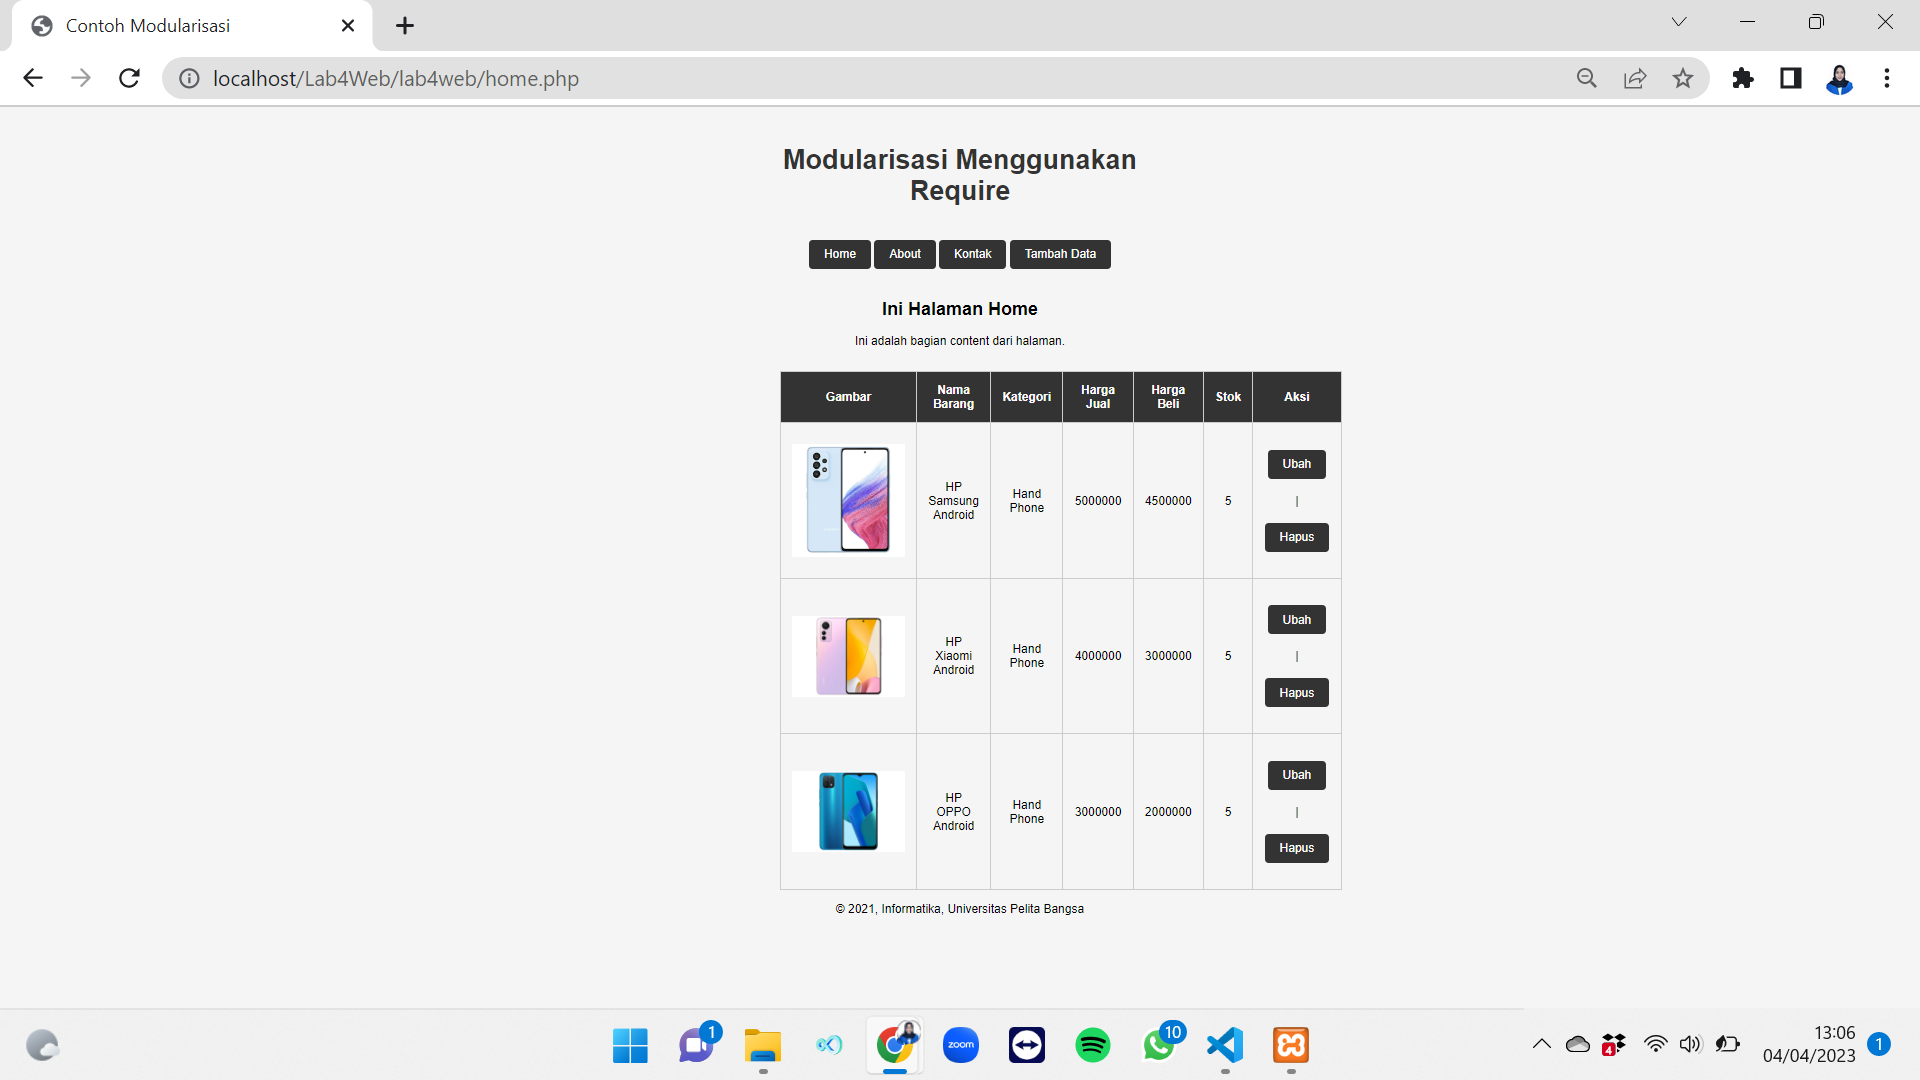 Contoh Modularisasi
localhost/Lab4Web/lab4web/home.php
Modularisasi Menggunakan
Require
Home About Kontak Tambah Data
Ini Halaman Home
Ini adalah bagian content dari halaman.
Gambar Nama Barang Kategori Harga Jual Harga Beli Stok Aksi
HP Samsung Android Hand Phone 5000000 4500000 5 Ubah | Hapus
HP Xiaomi Android Hand Phone 4000000 3000000 5 Ubah | Hapus
HP OPPO Android Hand Phone 3000000 2000000 5 Ubah | Hapus
© 2021, Informatika, Universitas Pelita Bangsa
1
zoom
10
4
13:06
04/04/2023
1